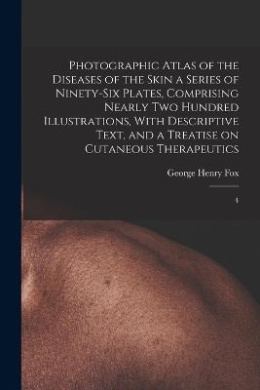 Photographic Atlas of the
Diseases of the Skin a Series of
Ninety-Six Plates, Comprising
Nearly Two Hundred
Illustrations, With Descriptive
Text, and a Treatise on
Cutaneous Therapeutics
George Henry Fox
4